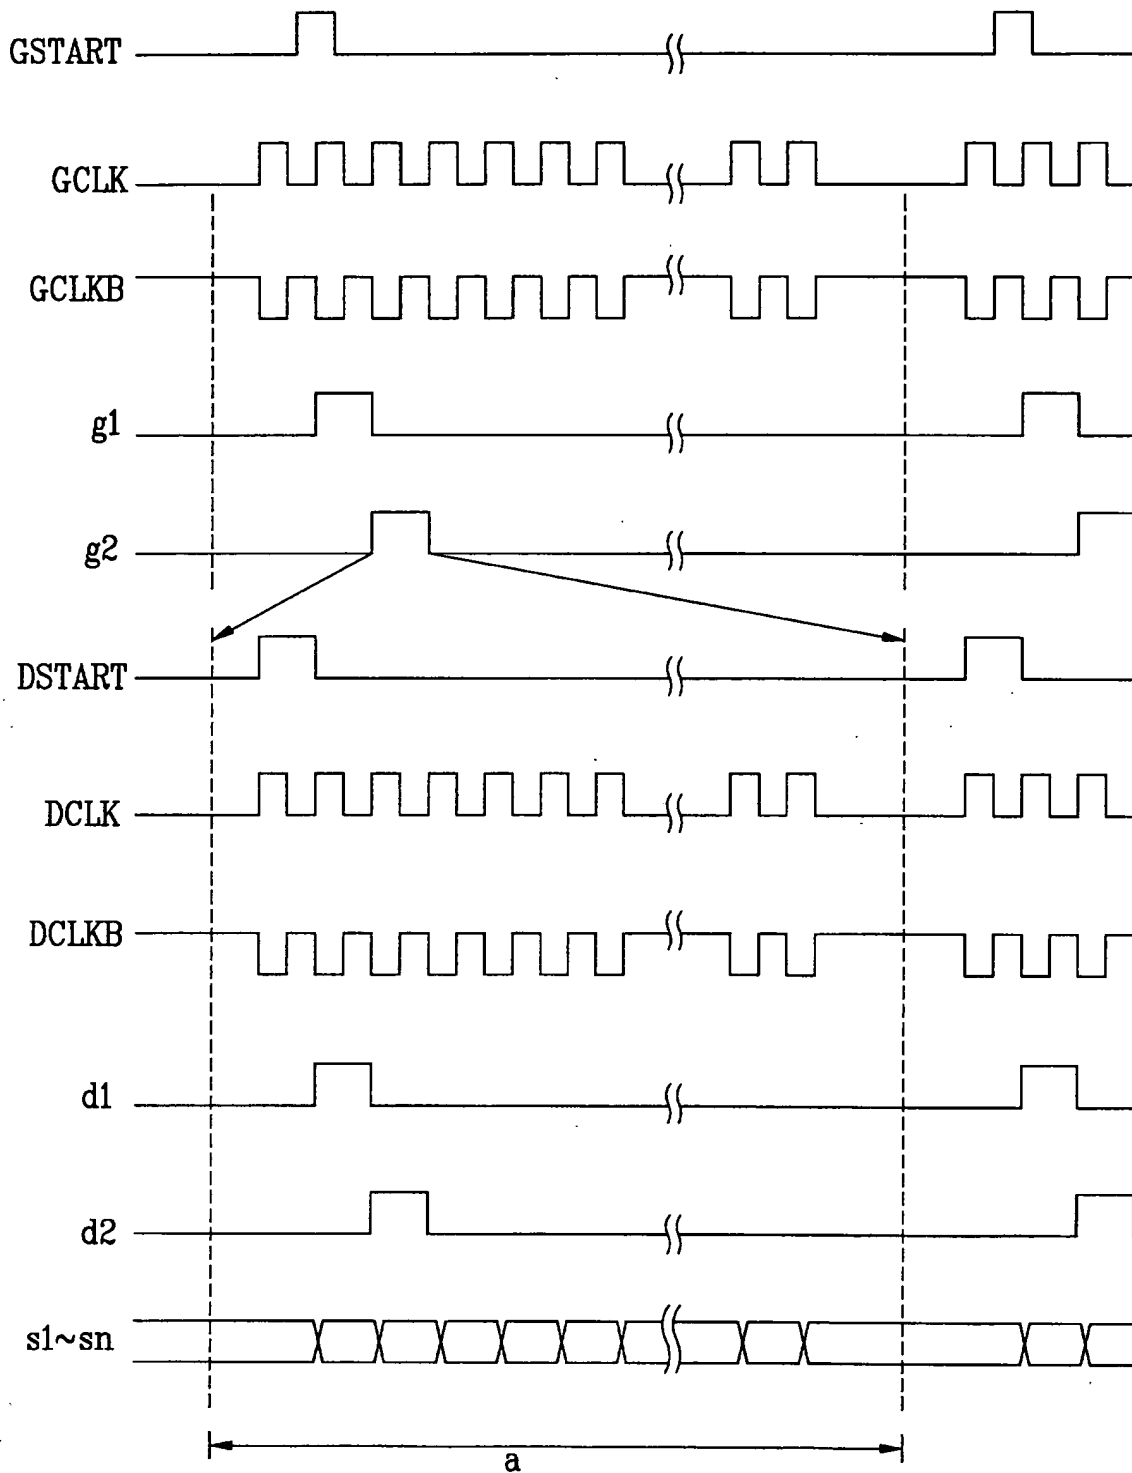 GSTART
GCLK
GCLKB
g1
g2
DSTART
DCLK
DCLKB
d1
d2
s1~sn
a